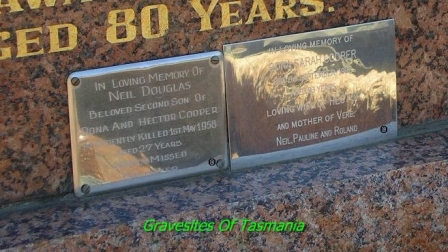 AGED 80 YEARS.
IN LOVING MEMORY OF
NEIL DOUGLAS
BELOVED SECOND SON OF
AND HECTOR COOPER
KILLED 1ST MAY 1958
27 YEARS
MISSED
IN LOVING MEMORY OF
SARAH COOPER
LOVING WIFE OF
AND MOTHER OF VERE,
NEIL, PAULINE AND ROLAND
Gravesites Of Tasmania